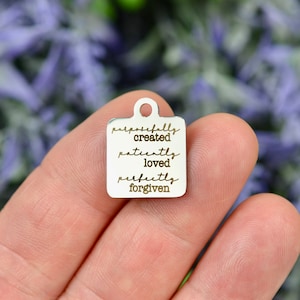 purposefully
created
patiently
loved
perfectly
forgiven